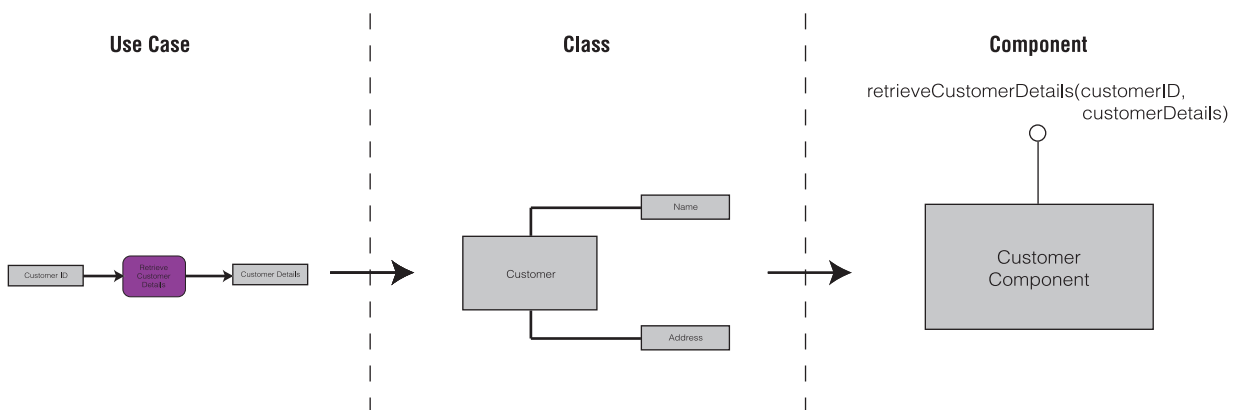 Use Case
Class
Component
retrieveCustomerDetails(customerID,
customerDetails)
Customer ID
Retrieve
Customer
Details
Customer Details
Name
Customer
Address
Customer
Component